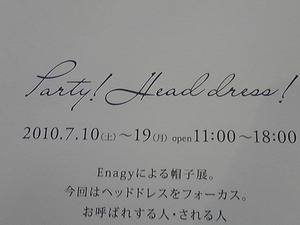 Party! Head dress!
2010.7.10(土)～19(月) open 11:00～18:00
Enagyによる帽子展。
今回はヘッドドレスをフォーカス。
お呼ばれする人・される人